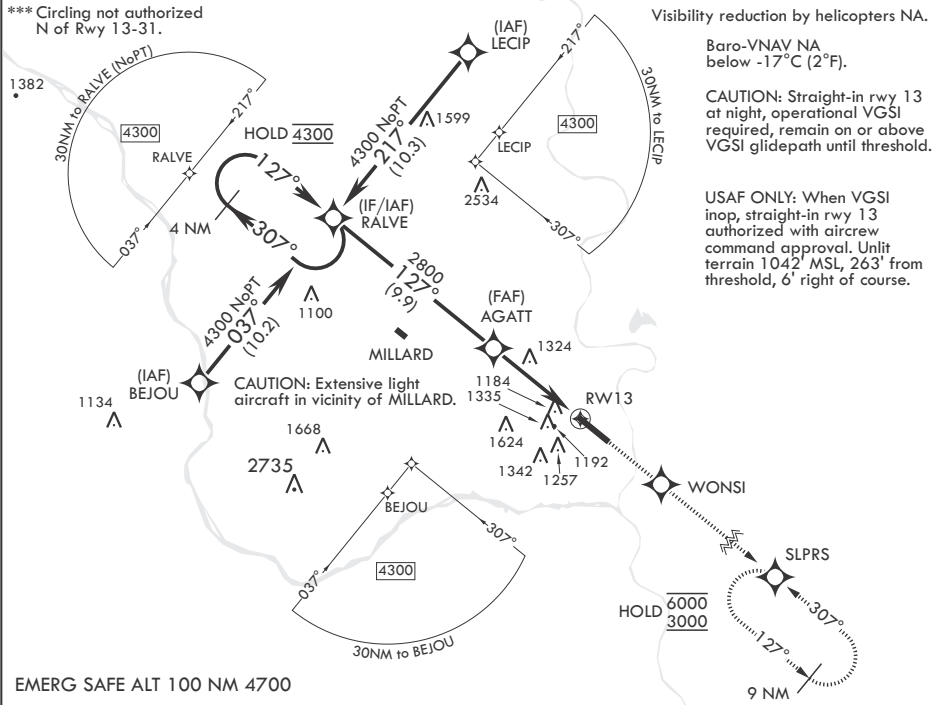 *** Circling not authorized
N of Rwy 13-31.
Visibility reduction by helicopters NA.
Baro-VNAV NA
below -17°C (2°F).
CAUTION: Straight-in rwy 13
at night, operational VGSI
required, remain on or above
VGSI glidepath until threshold.
USAF ONLY: When VGSI
inop, straight-in rwy 13
authorized with aircrew
command approval. Unlit
terrain 1042' MSL, 263' from
threshold, 6' right of course.
1382
30NM to RALVE (NoPT)
4300
217°
RALVE
037°
HOLD 4300
127°
307°
4 NM
(IAF)
LECIP
1599
4300 NoPT
217°
(10.3)
217°
30NM to LECIP
4300
LECIP
2534
307°
(IF/IAF)
RALVE
2800
127°
(9.9)
1100
4300 NoPT
037°
(10.2)
MILLARD
(FAF)
AGATT
1324
(IAF)
BEJOU
CAUTION: Extensive light
aircraft in vicinity of MILLARD.
1134
1184
1335
RW13
1624
1192
1342
1257
1668
2735
BEJOU
307°
037°
4300
30NM to BEJOU
WONSI
SLPRS
HOLD 6000
3000
307°
127°
9 NM
EMERG SAFE ALT 100 NM 4700